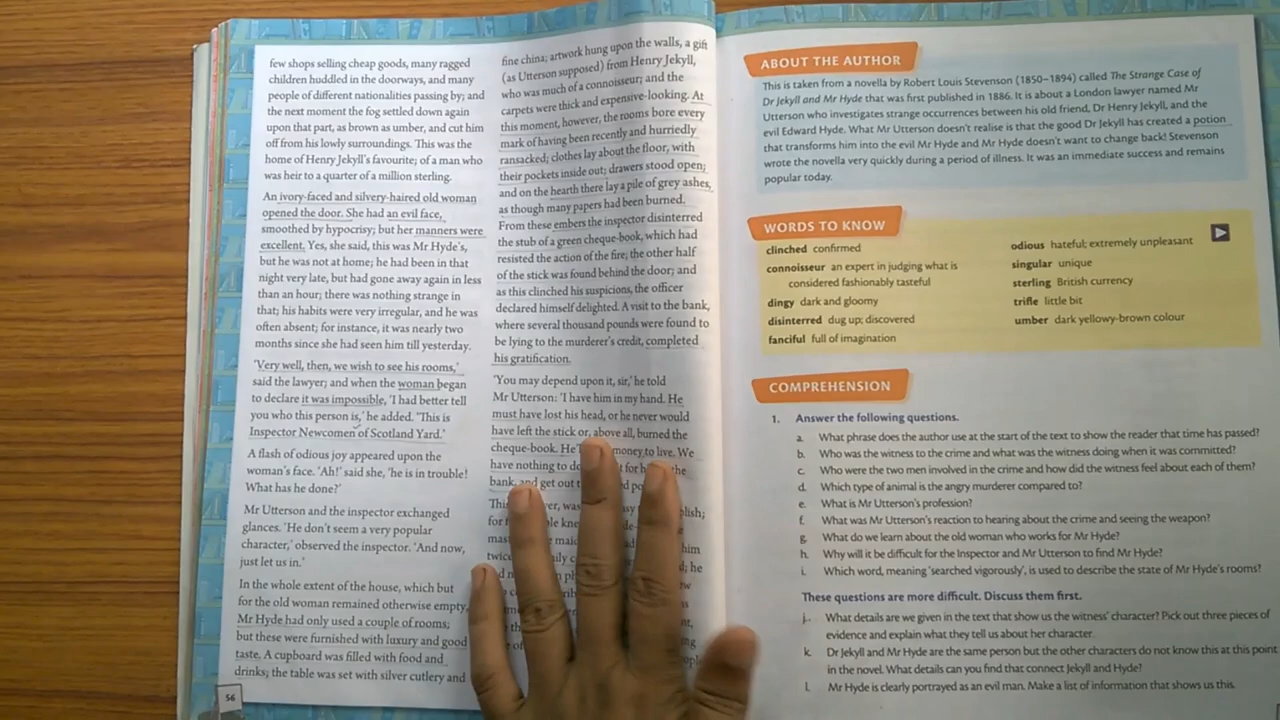 few shops selling cheap goods, many ragged
children huddled in the doorways, and many
people of different nationalities passing by; and
the next moment the fog settled down again
upon that part, as brown as umber, and cut him
off from his lowly surroundings. This was the
home of Henry Jekyll's favourite; of a man who
was heir to a quarter of a million sterling.
An ivory-faced and silvery-haired old woman
opened the door. She had an evil face,
smoothed by hypocrisy; but her manners were
excellent. Yes, she said, this was Mr Hyde's,
but he was not at home; he had been in that
night very late, but had gone away again in less
than an hour; there was nothing strange in
that; his habits were very irregular, and he was
often absent; for instance, it was nearly two
months since she had seen him till yesterday.
'Very well, then, we wish to see his rooms,'
said the lawyer; and when the woman began
to declare it was impossible, 'I had better tell
you who this person is,' he added. 'This is
Inspector Newcomen of Scotland Yard.'
A flash of odious joy appeared upon the
woman's face. 'Ah!' said she, 'he is in trouble!
What has he done?'
Mr Utterson and the inspector exchanged
glances. 'He don't seem a very popular
character,' observed the inspector. 'And now,
just let us in.'
In the whole extent of the house, which but
for the old woman remained otherwise empty,
Mr Hyde had only used a couple of rooms;
but these were furnished with luxury and good
taste. A cupboard was filled with food and
drinks; the table was set with silver cutlery and
56
fine china; artwork hung upon the walls, a gift
(as Utterson supposed) from Henry Jekyll,
who was much of a connoisseur; and the
carpets were thick and expensive-looking. At
this moment, however, the rooms bore every
mark of having been recently and hurriedly
ransacked; clothes lay about the floor, with
their pockets inside out; drawers stood open;
and on the hearth there lay a pile of grey ashes,
as though many papers had been burned.
From these embers the inspector disinterred
the stub of a green cheque-book, which had
resisted the action of the fire; the other half
of the stick was found behind the door; and
as this clinched his suspicions, the officer
declared himself delighted. A visit to the bank,
where several thousand pounds were found to
be lying to the murderer's credit, completed
his gratification.
'You may depend upon it, sir,' he told
Mr Utterson: 'I have him in my hand. He
must have lost his head, or he never would
have left the stick or, above all, burned the
cheque-book. He money to live. We
have nothing to do for the
bank, and get out
ABOUT THE AUTHOR
This is taken from a novella by Robert Louis Stevenson (1850–1894) called The Strange Case of
Dr Jekyll and Mr Hyde that was first published in 1886. It is about a London lawyer named Mr
Utterson who investigates strange occurrences between his old friend, Dr Henry Jekyll, and the
evil Edward Hyde. What Mr Utterson doesn't realise is that the good Dr Jekyll has created a potion
that transforms him into the evil Mr Hyde and Mr Hyde doesn't want to change back! Stevenson
wrote the novella very quickly during a period of illness. It was an immediate success and remains
popular today.
WORDS TO KNOW
clinched confirmed
connoisseur an expert in judging what is
considered fashionably tasteful
dingy dark and gloomy
disinterred dug up; discovered
fanciful full of imagination
odious hateful; extremely unpleasant
singular unique
sterling British currency
trifle little bit
umber dark yellowy-brown colour
COMPREHENSION
1. Answer the following questions.
a. What phrase does the author use at the start of the text to show the reader that time has passed?
b. Who was the witness to the crime and what was the witness doing when it was committed?
c. Who were the two men involved in the crime and how did the witness feel about each of them?
d. Which type of animal is the angry murderer compared to?
e. What is Mr Utterson's profession?
f. What was Mr Utterson's reaction to hearing about the crime and seeing the weapon?
g. What do we learn about the old woman who works for Mr Hyde?
h. Why will it be difficult for the Inspector and Mr Utterson to find Mr Hyde?
i. Which word, meaning 'searched vigorously', is used to describe the state of Mr Hyde's rooms?
These questions are more difficult. Discuss them first.
j. What details are we given in the text that show us the witness' character? Pick out three pieces of
evidence and explain what they tell us about her character.
k. Dr Jekyll and Mr Hyde are the same person but the other characters do not know this at this point
in the novel. What details can you find that connect Jekyll and Hyde?
l. Mr Hyde is clearly portrayed as an evil man. Make a list of information that shows us this.